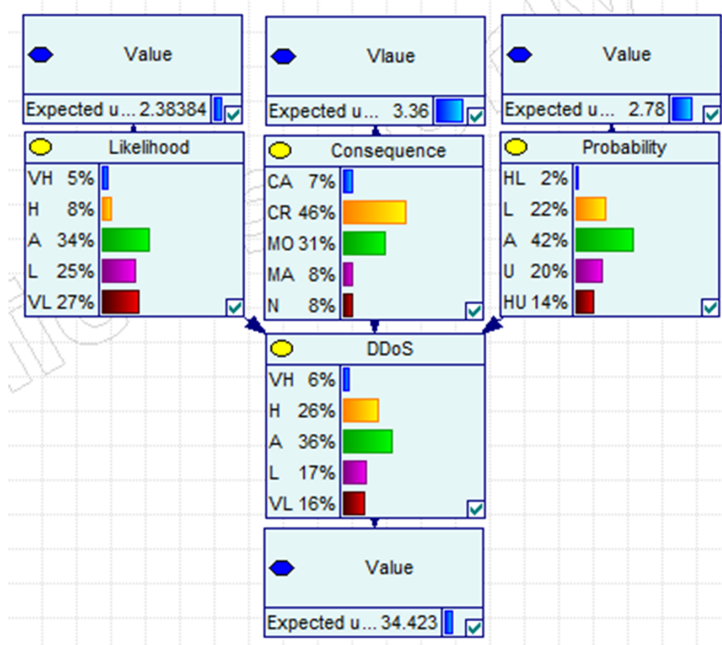 Value
Expected u... 2.38384
Vlaue
Expected u... 3.36
Value
Expected u... 2.78
Likelihood
VH 5%
H 8%
A 34%
L 25%
VL 27%
Consequence
CA 7%
CR 46%
MO 31%
MA 8%
N 8%
Probability
HL 2%
L 22%
A 42%
U 20%
HU 14%
DDoS
VH 6%
H 26%
A 36%
L 17%
VL 16%
Value
Expected u... 34.423